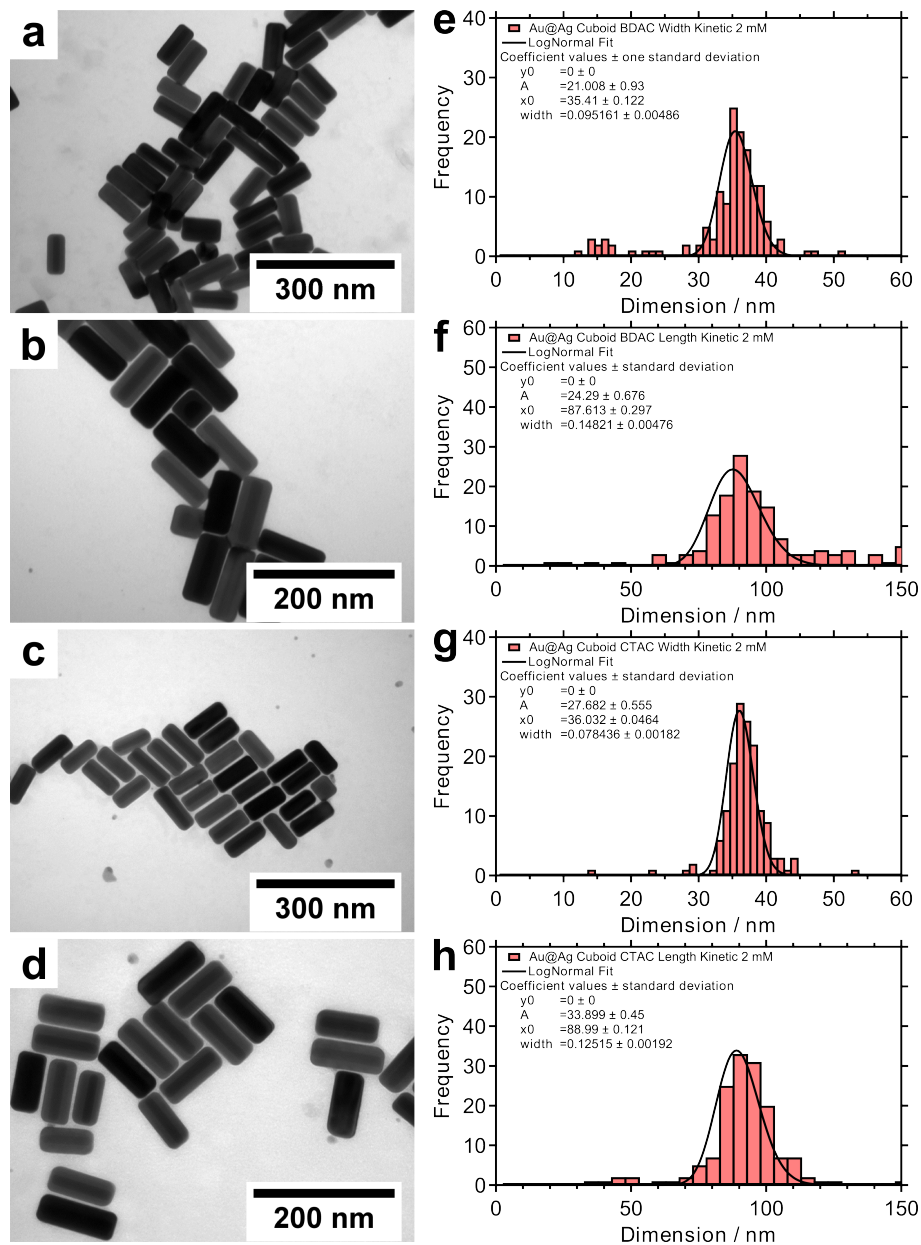 a
300 nm
b
200 nm
c
300 nm
d
200 nm
e
Au@Ag Cuboid BDAC Width Kinetic 2 mM
LogNormal Fit
Coefficient values ± one standard deviation
y0 =0 ± 0
A =21.008 ± 0.93
x0 =35.41 ± 0.122
width =0.095161 ± 0.00486
Frequency
40
30
20
10
0
0 10 20 30 40 50 60
Dimension / nm
f
Au@Ag Cuboid BDAC Length Kinetic 2 mM
LogNormal Fit
Coefficient values ± standard deviation
y0 =0 ± 0
A =24.29 ± 0.676
x0 =87.613 ± 0.297
width =0.14821 ± 0.00476
Frequency
60
50
40
30
20
10
0
0 50 100 150
Dimension / nm
g
Au@Ag Cuboid CTAC Width Kinetic 2 mM
LogNormal Fit
Coefficient values ± standard deviation
y0 =0 ± 0
A =27.682 ± 0.555
x0 =36.032 ± 0.0464
width =0.078436 ± 0.00182
Frequency
40
30
20
10
0
0 10 20 30 40 50 60
Dimension / nm
h
Au@Ag Cuboid CTAC Length Kinetic 2 mM
LogNormal Fit
Coefficient values ± standard deviation
y0 =0 ± 0
A =33.899 ± 0.45
x0 =88.99 ± 0.121
width =0.12515 ± 0.00192
Frequency
60
50
40
30
20
10
0
0 50 100 150
Dimension / nm